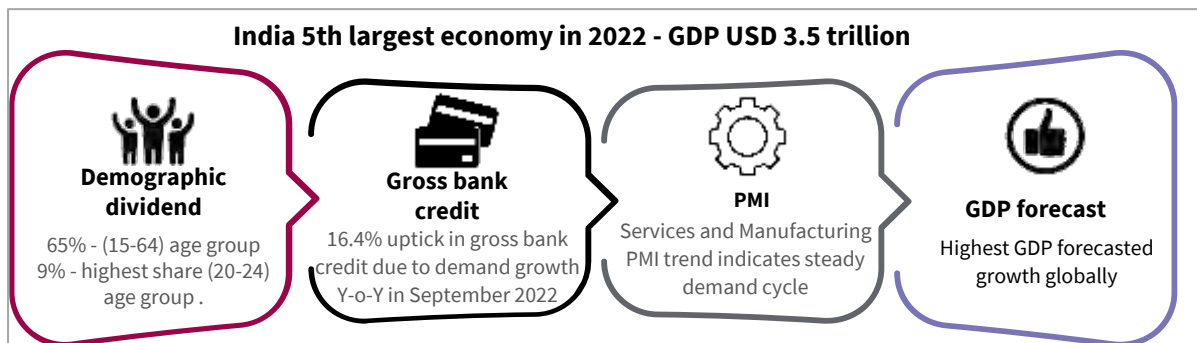 India 5th largest economy in 2022 - GDP USD 3.5 trillion
Demographic
dividend
65% - (15-64) age group
9% - highest share (20-24)
age group .
Gross bank
credit
16.4% uptick in gross bank
credit due to demand growth
Y-o-Y in September 2022
PMI
Services and Manufacturing
PMI trend indicates steady
demand cycle
GDP forecast
Highest GDP forecasted
growth globally